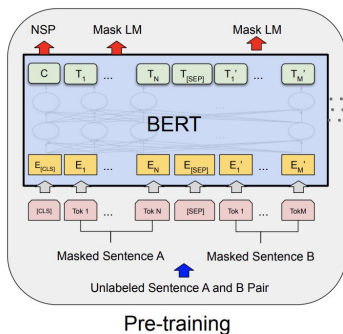 NSP Mask LM Mask LM
C T1 ... TN T[SEP] T1' ... TM'
BERT
E[CLS] E1 ... EN E[SEP] E1' ... EM'
[CLS] Tok 1 ... Tok N [SEP] Tok 1 ... TokM
Masked Sentence A Masked Sentence B
Unlabeled Sentence A and B Pair
Pre-training